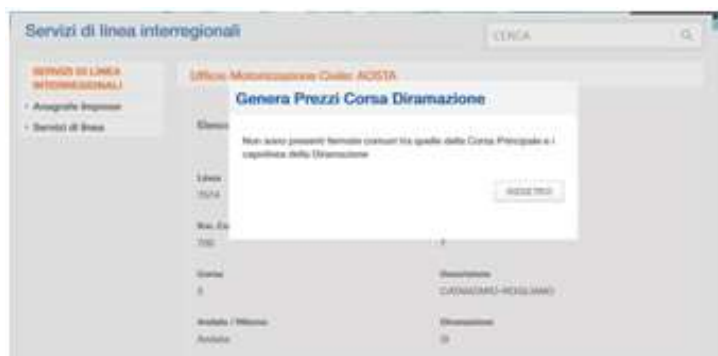 Servizi di linea interregionali
CERCA
SERVIZI DI LINEA
INTERREGIONALI
Anagrafe Imprese
Servizi di linea
Ufficio Motorizzazione Civile: AOSTA
Genera Prezzi Corsa Diramazione
Non sono presenti fermate comuni tra quelle della Corsa Principale e i
capolinea della Diramazione
INDIETRO
Elenco
Linea
Corsa
Descrizione
CATANZARO-ROGLIANO
Andata / Ritorno
Diramazione
Andata